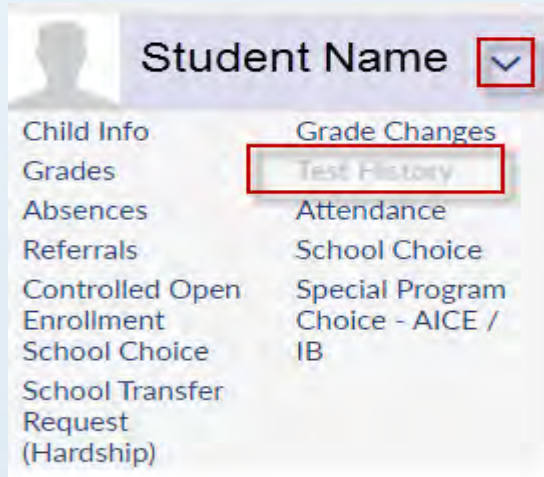 Student Name
Child Info
Grades
Absences
Referrals
Controlled Open
Enrollment
School Choice
School Transfer
Request
(Hardship)
Grade Changes
Test History
Attendance
School Choice
Special Program
Choice - AICE /
IB